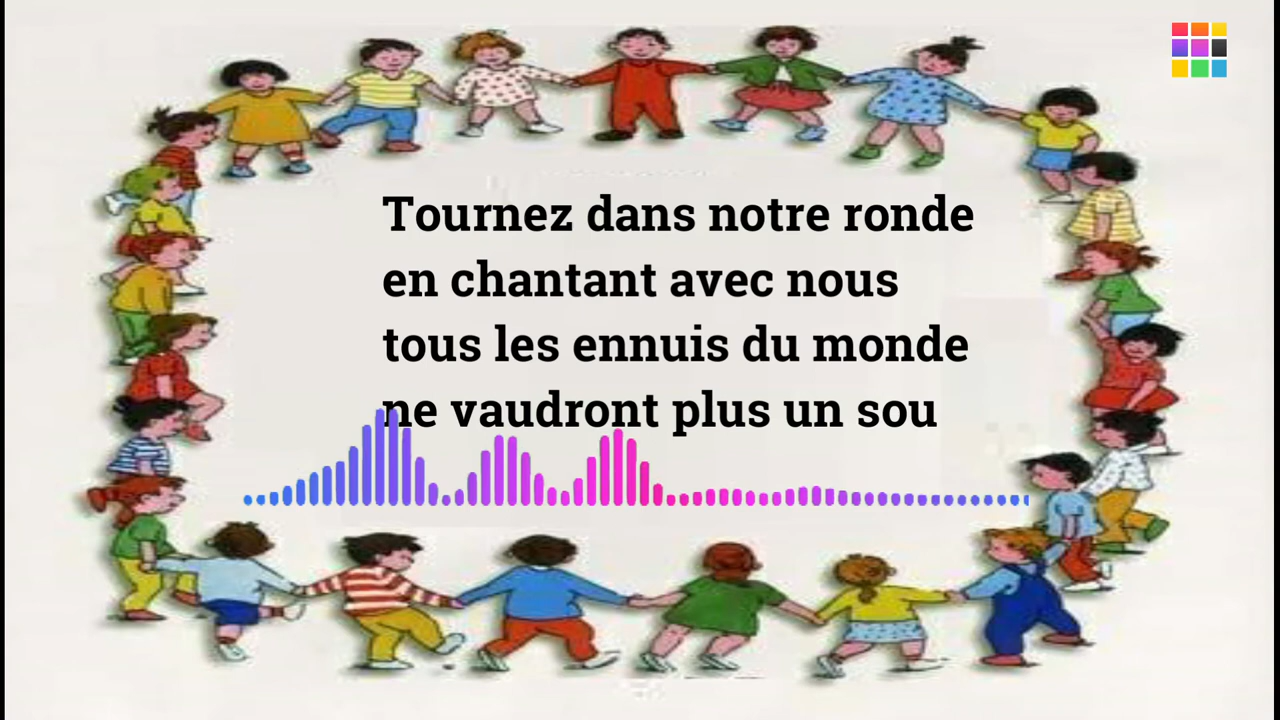 Tournez dans notre ronde
en chantant avec nous
tous les ennuis du monde
ne vaudront plus un sou